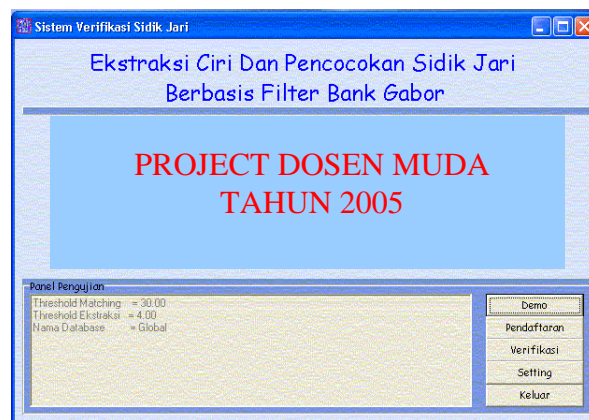 Sistem Verifikasi Sidik Jari
Ekstraksi Ciri Dan Pencocokan Sidik Jari
Berbasis Filter Bank Gabor
PROJECT DOSEN MUDA
TAHUN 2005
Panel Pengujian
Threshold Matching = 30.00
Threshold Ekstraksi = 4.00
Nama Database = Global
Demo
Pendaftaran
Verifikasi
Setting
Keluar